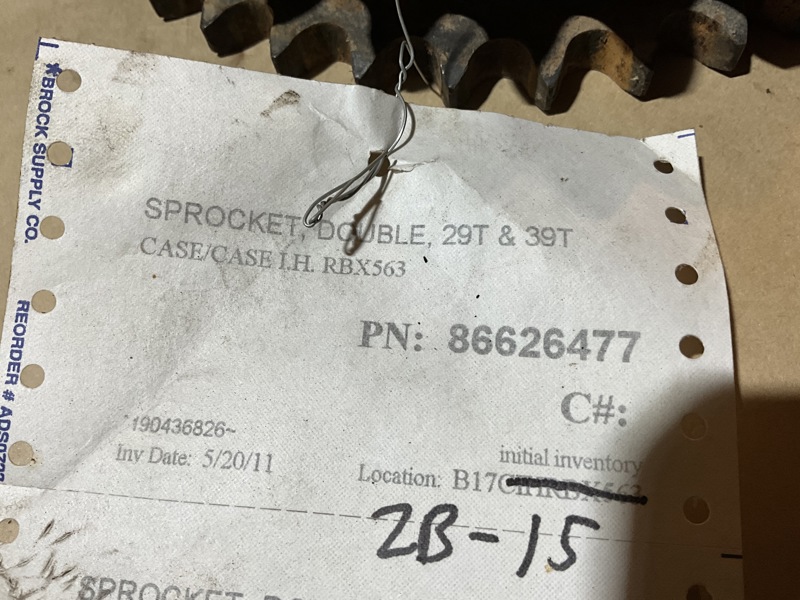 BROCK SUPPLY CO.
REORDER #
SPROCKET, DOUBLE, 29T & 39T
CASE/CASE I.H. RBX563
PN: 86626477
C#:
*190436826~
Inv Date: 5/20/11
initial inventory
Location: B17CIHRBX563
2B-15
SPROCKET,